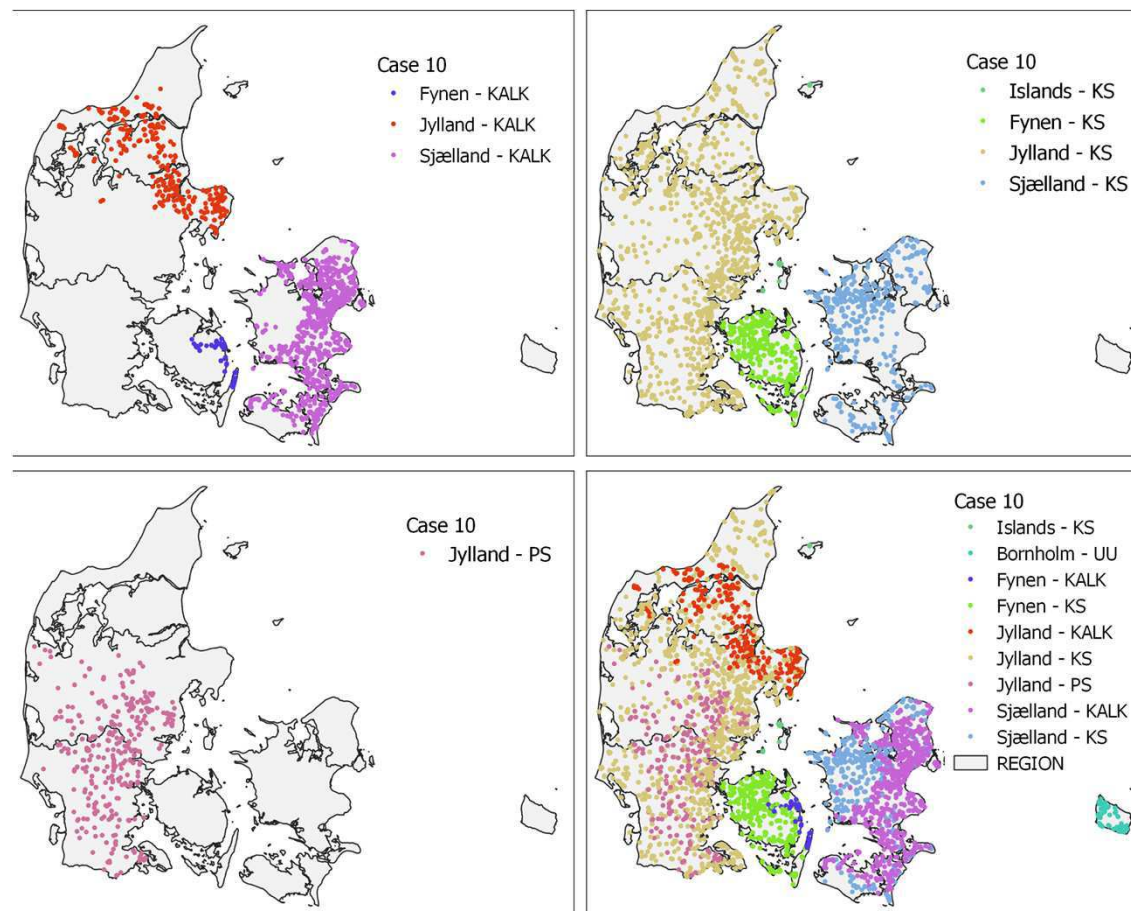 Case 10
Fynen - KALK
Jylland - KALK
Sjælland - KALK
Case 10
Islands - KS
Fynen - KS
Jylland - KS
Sjælland - KS
Case 10
Jylland - PS
Case 10
Islands - KS
Bornholm - UU
Fynen - KALK
Fynen - KS
Jylland - KALK
Jylland - KS
Jylland - PS
Sjælland - KALK
Sjælland - KS
REGION